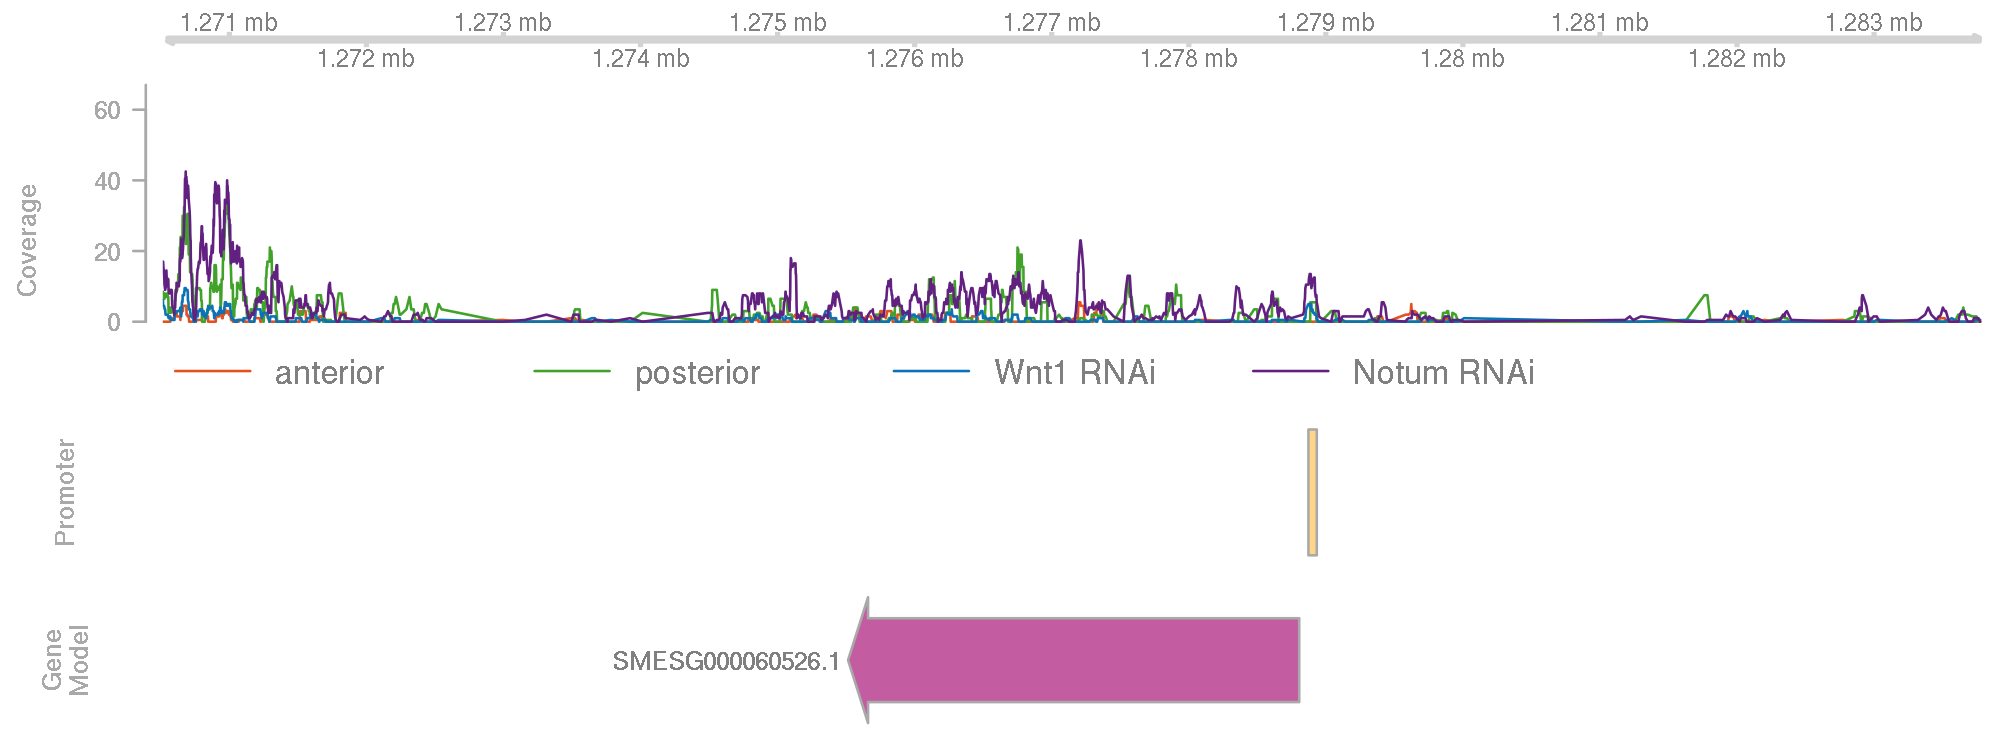 1.271 mb 1.273 mb 1.275 mb 1.277 mb 1.279 mb 1.281 mb 1.283 mb
1.272 mb 1.274 mb 1.276 mb 1.278 mb 1.28 mb 1.282 mb
60
40
20
0
Coverage
anterior posterior Wnt1 RNAi Notum RNAi
Promoter
Gene
Model
SMESG000060526.1